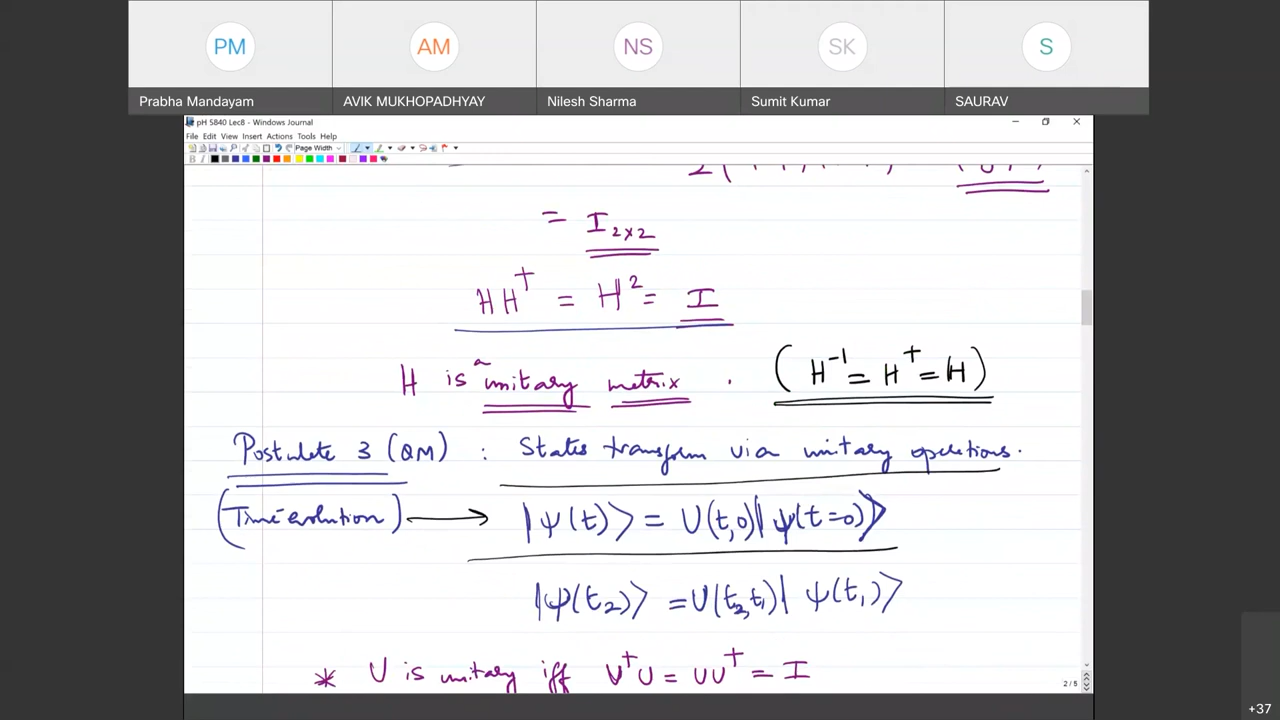 PM AM NS SK S
Prabha Mandayam AVIK MUKHOPADHYAY Nilesh Sharma Sumit Kumar SAURAV
pH 5840 Lec8 - Windows Journal
File Edit View Insert Actions Tools Help
Page Width
B I
= I₂ₓ₂
HH† = H² = I
H is a unitary metrix . (H⁻¹ = H† = H)
Postulate 3 (QM) : States transform via unitary operations.
(Time evolution) → |ψ(t)⟩ = U(t,0)|ψ(t=0)⟩
|ψ(t₂)⟩ = U(t₂,t₁)|ψ(t₁)⟩
* U is unitary iff U†U = UU† = I
2 / 5
+37